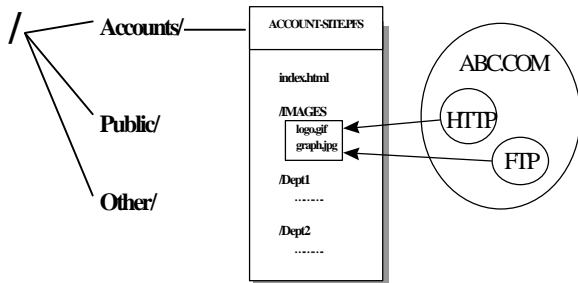 /
Accounts/
Public/
Other/
ACCOUNT-SITE.PFS
index.html
/IMAGES
logo.gif
graph.jpg
/Dept1
.........
/Dept2
.........
ABC.COM
HTTP
FTP